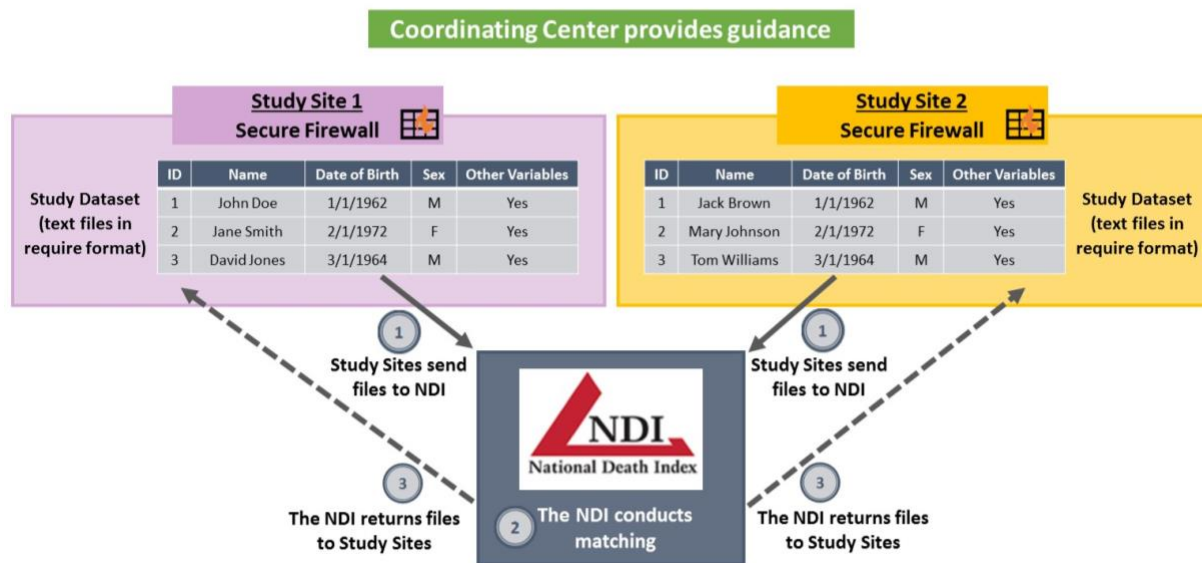 Coordinating Center provides guidance
Study Site 1
Secure Firewall
Study Dataset
(text files in
require format)
ID Name Date of Birth Sex Other Variables
1 John Doe 1/1/1962 M Yes
2 Jane Smith 2/1/1972 F Yes
3 David Jones 3/1/1964 M Yes
Study Site 2
Secure Firewall
ID Name Date of Birth Sex Other Variables
1 Jack Brown 1/1/1962 M Yes
2 Mary Johnson 2/1/1972 F Yes
3 Tom Williams 3/1/1964 M Yes
Study Dataset
(text files in
require format)
1
Study Sites send
files to NDI
1
Study Sites send
files to NDI
NDI
National Death Index
2
The NDI conducts
matching
3
The NDI returns files
to Study Sites
3
The NDI returns files
to Study Sites